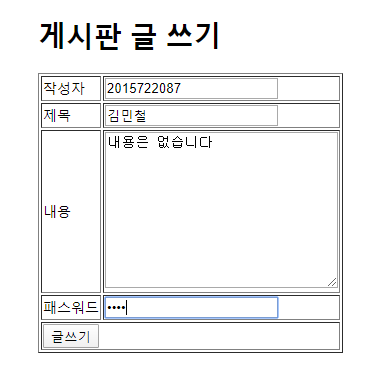 게시판 글 쓰기
작성자 2015722087
제목 김민철
내용 내용은 없습니다
패스워드 ••••
글쓰기